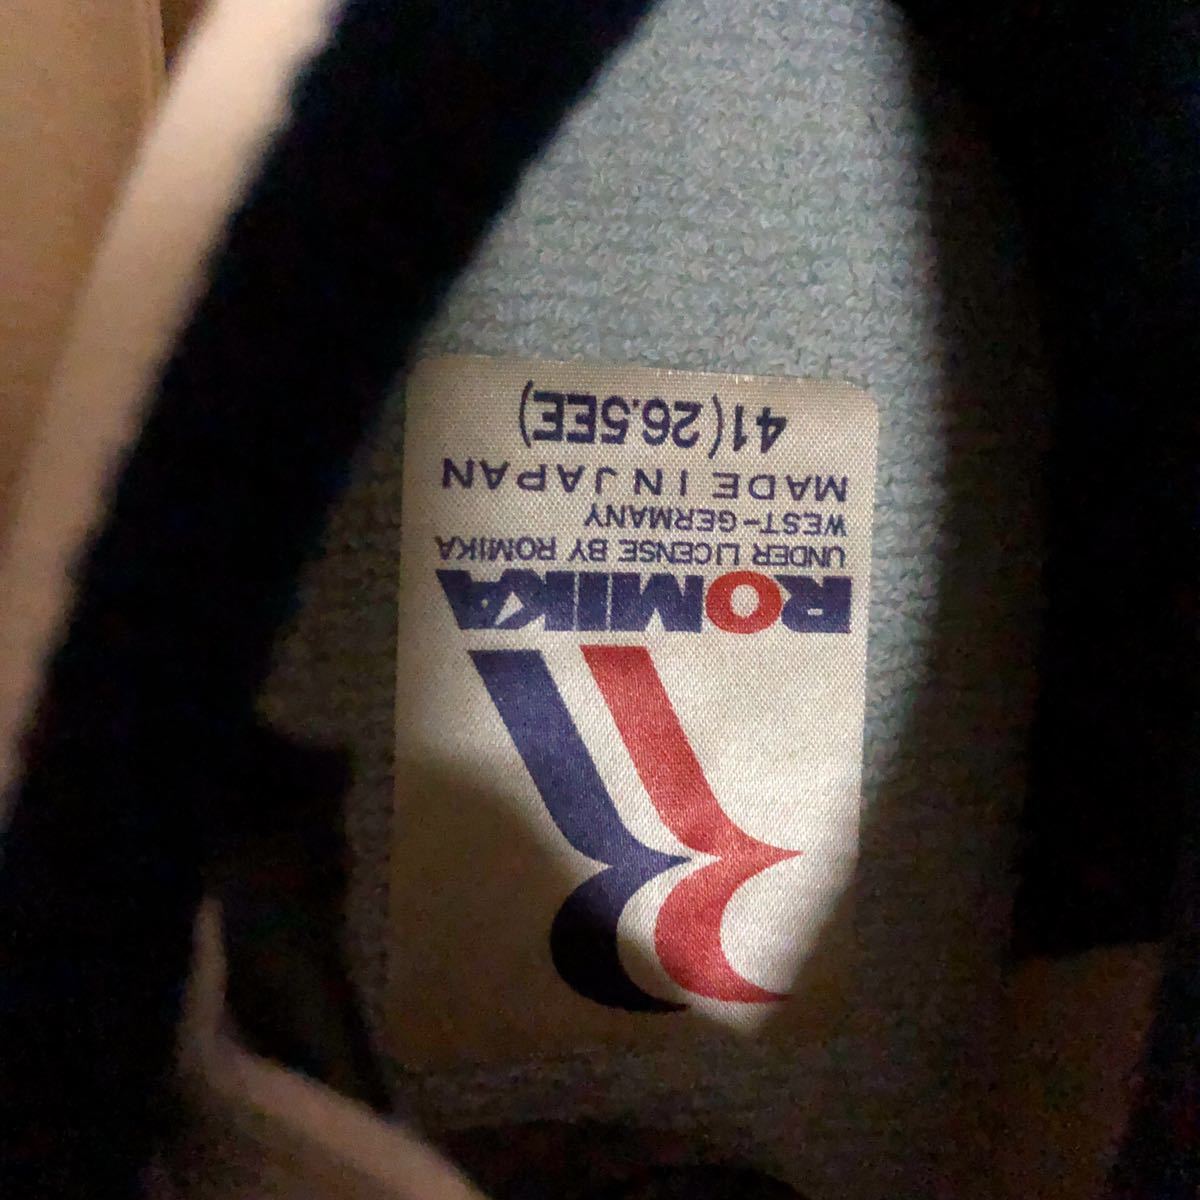 ROMIKA
UNDER LICENSE BY ROMIKA
WEST-GERMANY
MADE IN JAPAN
41(26.5EE)